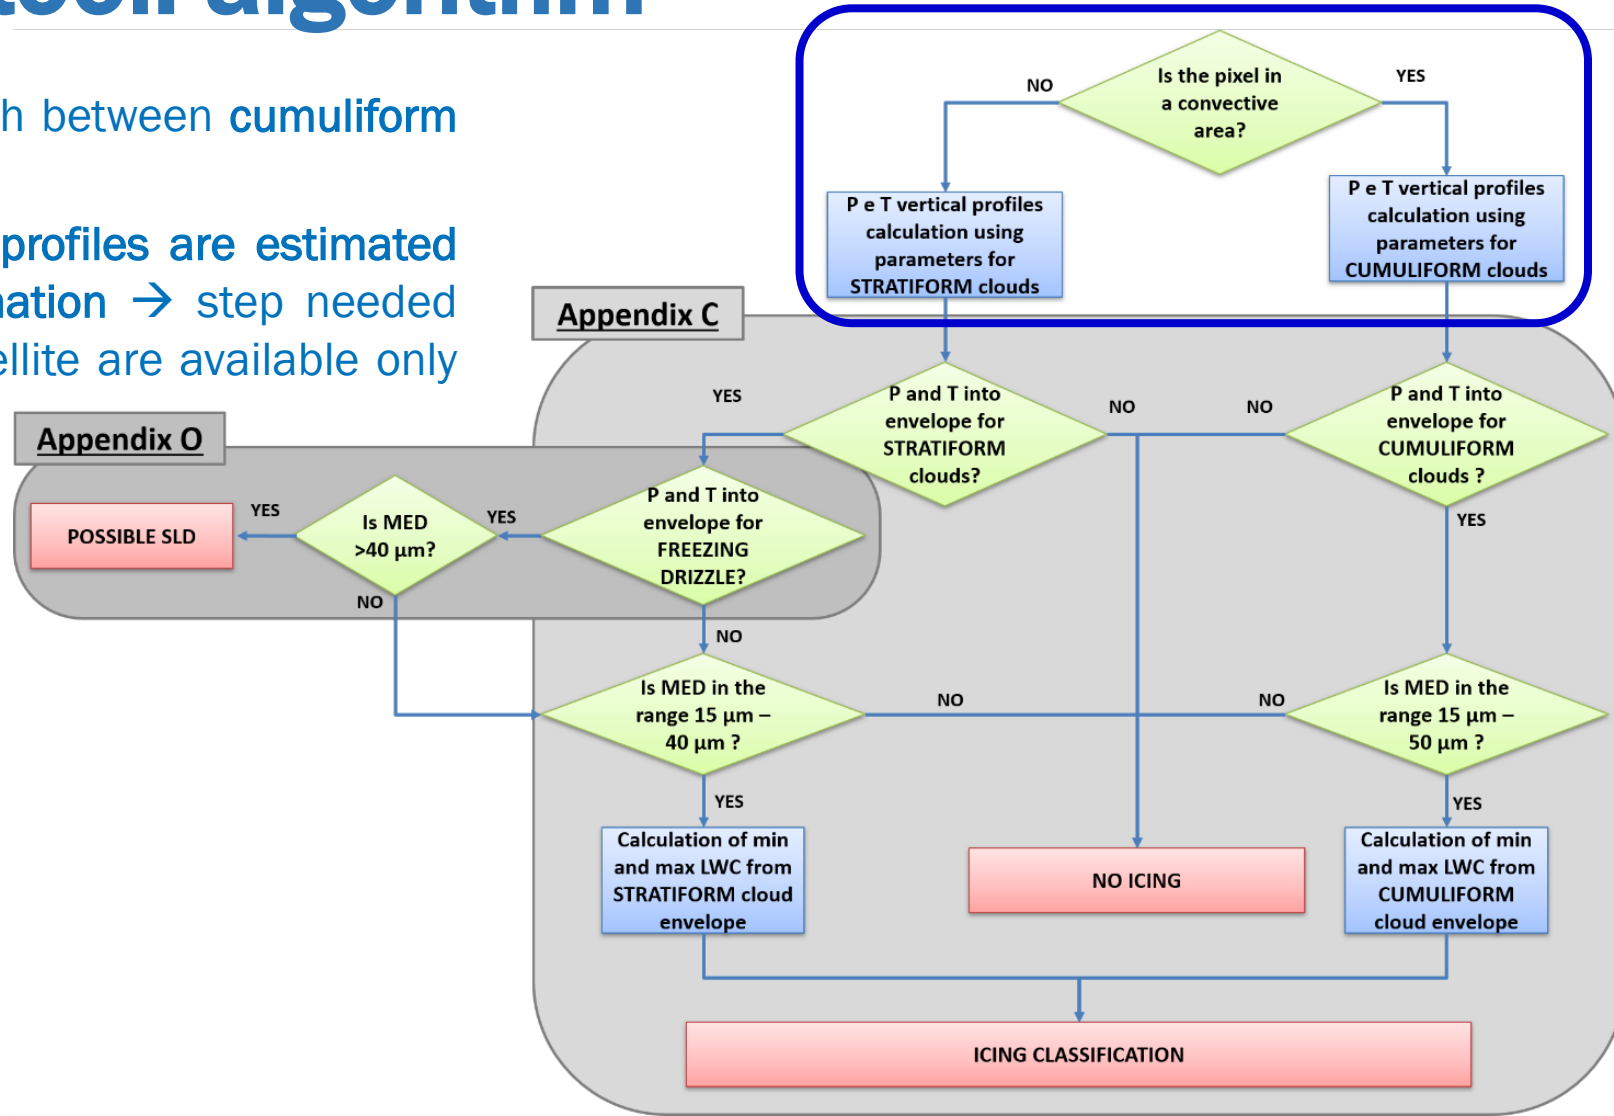 algorithm
between cumuliform
profiles are estimated
→ step needed
are available only
Is the pixel in
a convective
area?
NO
YES
P e T vertical profiles
calculation using
parameters for
STRATIFORM clouds
P e T vertical profiles
calculation using
parameters for
CUMULIFORM clouds
Appendix C
P and T into
envelope for
STRATIFORM
clouds?
YES
NO
NO
P and T into
envelope for
CUMULIFORM
clouds ?
YES
Appendix O
POSSIBLE SLD
YES
Is MED
>40 µm?
YES
P and T into
envelope for
FREEZING
DRIZZLE?
NO
NO
Is MED in the
range 15 µm –
40 µm ?
NO
NO
Is MED in the
range 15 µm –
50 µm ?
YES
YES
Calculation of min
and max LWC from
STRATIFORM cloud
envelope
NO ICING
Calculation of min
and max LWC from
CUMULIFORM
cloud envelope
ICING CLASSIFICATION